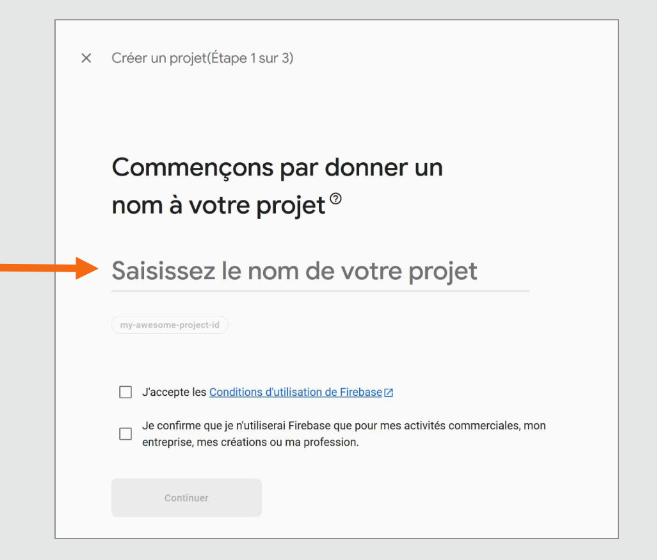 Créer un projet(Étape 1 sur 3)
Commençons par donner un
nom à votre projet
Saisissez le nom de votre projet
my-awesome-project-id
J'accepte les Conditions d'utilisation de Firebase
Je confirme que je n'utiliserai Firebase que pour mes activités commerciales, mon
entreprise, mes créations ou ma profession.
Continuer